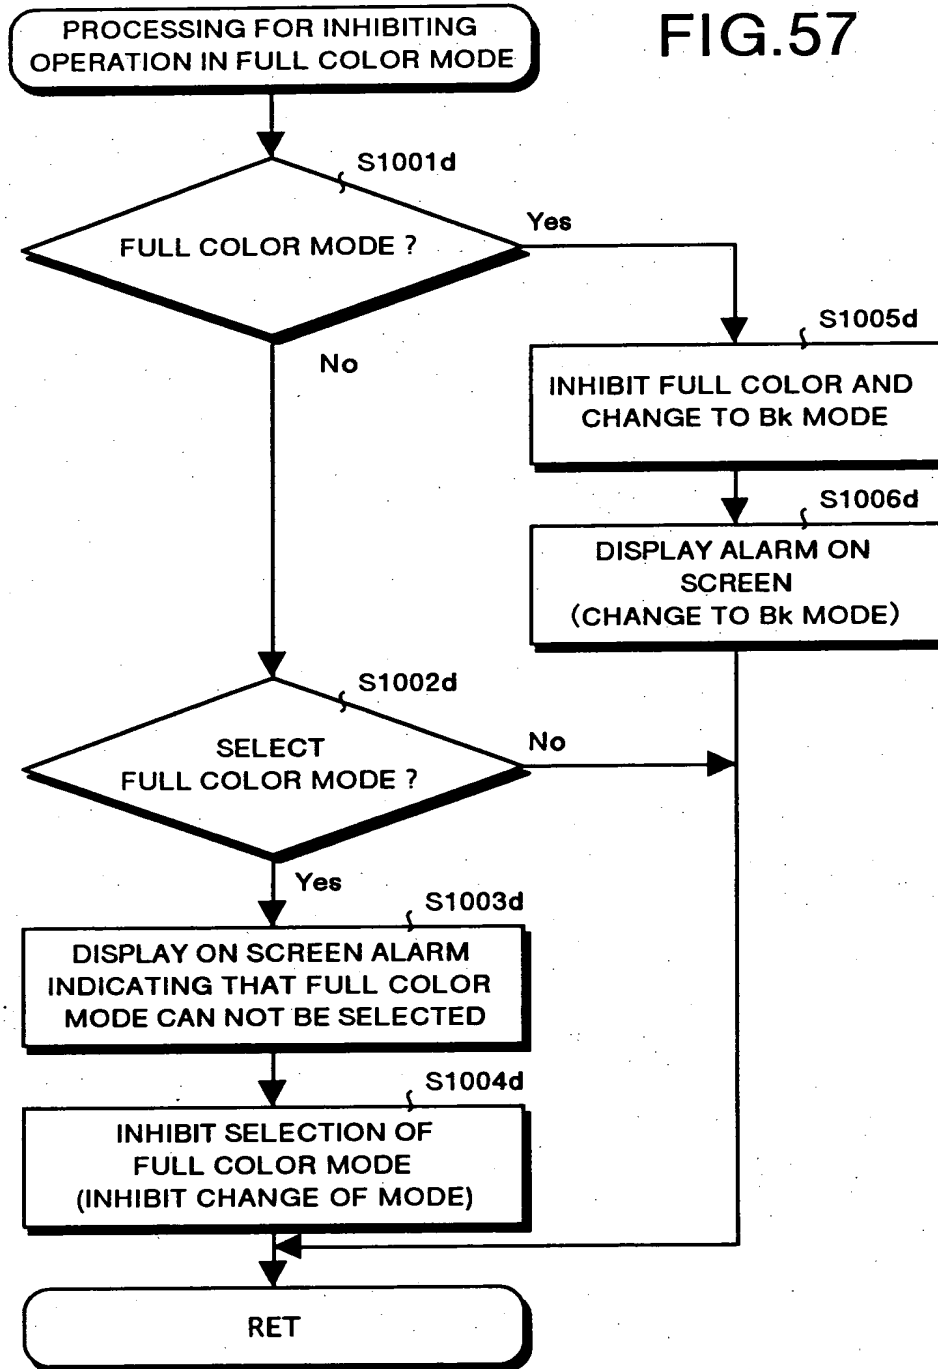 PROCESSING FOR INHIBITING
OPERATION IN FULL COLOR MODE
FIG.57
S1001d
FULL COLOR MODE ?
Yes
No
S1005d
INHIBIT FULL COLOR AND
CHANGE TO Bk MODE
S1006d
DISPLAY ALARM ON
SCREEN
(CHANGE TO Bk MODE)
S1002d
SELECT
FULL COLOR MODE ?
No
Yes
S1003d
DISPLAY ON SCREEN ALARM
INDICATING THAT FULL COLOR
MODE CAN NOT BE SELECTED
S1004d
INHIBIT SELECTION OF
FULL COLOR MODE
(INHIBIT CHANGE OF MODE)
RET